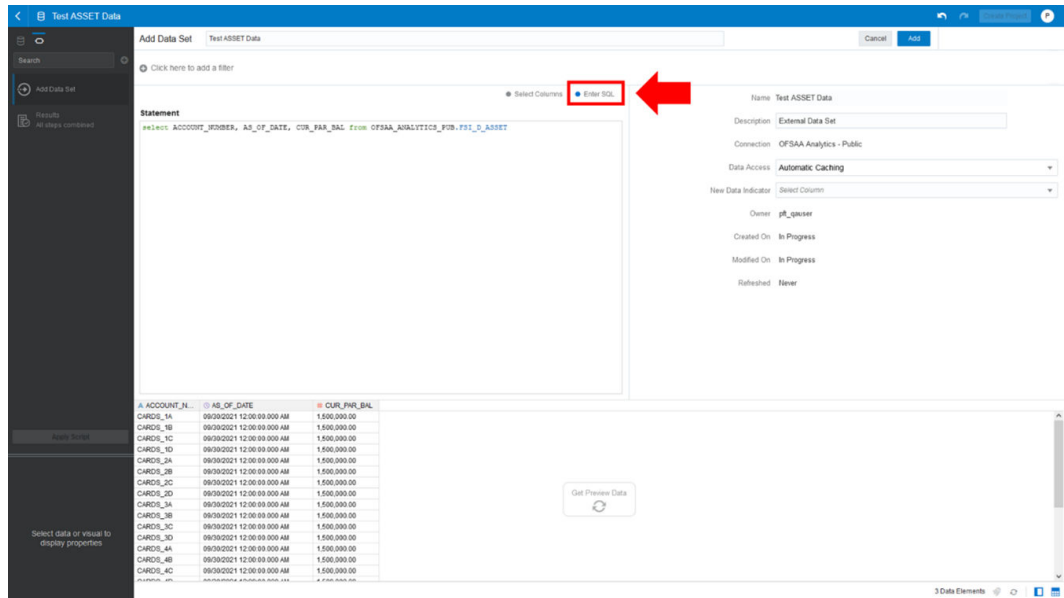 Test ASSET Data
Create Project
P
Search
Add Data Set
Results
All steps combined
Apply Script
Select data or visual to
display properties
Add Data Set
Test ASSET Data
Cancel
Add
Click here to add a filter
Select Columns
Enter SQL
Statement
select ACCOUNT_NUMBER, AS_OF_DATE, CUR_PAR_BAL from OFSAA_ANALYTICS_PUB.FSI_D_ASSET
Name Test ASSET Data
Description External Data Set
Connection OFSAA Analytics - Public
Data Access Automatic Caching
New Data Indicator Select Column
Owner pft_qauser
Created On In Progress
Modified On In Progress
Refreshed Never
A ACCOUNT_N... AS_OF_DATE CUR_PAR_BAL
CARDS_1A 09/30/2021 12:00:00.000 AM 1,500,000.00
CARDS_1B 09/30/2021 12:00:00.000 AM 1,500,000.00
CARDS_1C 09/30/2021 12:00:00.000 AM 1,500,000.00
CARDS_1D 09/30/2021 12:00:00.000 AM 1,500,000.00
CARDS_2A 09/30/2021 12:00:00.000 AM 1,500,000.00
CARDS_2B 09/30/2021 12:00:00.000 AM 1,500,000.00
CARDS_2C 09/30/2021 12:00:00.000 AM 1,500,000.00
CARDS_2D 09/30/2021 12:00:00.000 AM 1,500,000.00
CARDS_3A 09/30/2021 12:00:00.000 AM 1,500,000.00
CARDS_3B 09/30/2021 12:00:00.000 AM 1,500,000.00
CARDS_3C 09/30/2021 12:00:00.000 AM 1,500,000.00
CARDS_3D 09/30/2021 12:00:00.000 AM 1,500,000.00
CARDS_4A 09/30/2021 12:00:00.000 AM 1,500,000.00
CARDS_4B 09/30/2021 12:00:00.000 AM 1,500,000.00
CARDS_4C 09/30/2021 12:00:00.000 AM 1,500,000.00
Get Preview Data
3 Data Elements